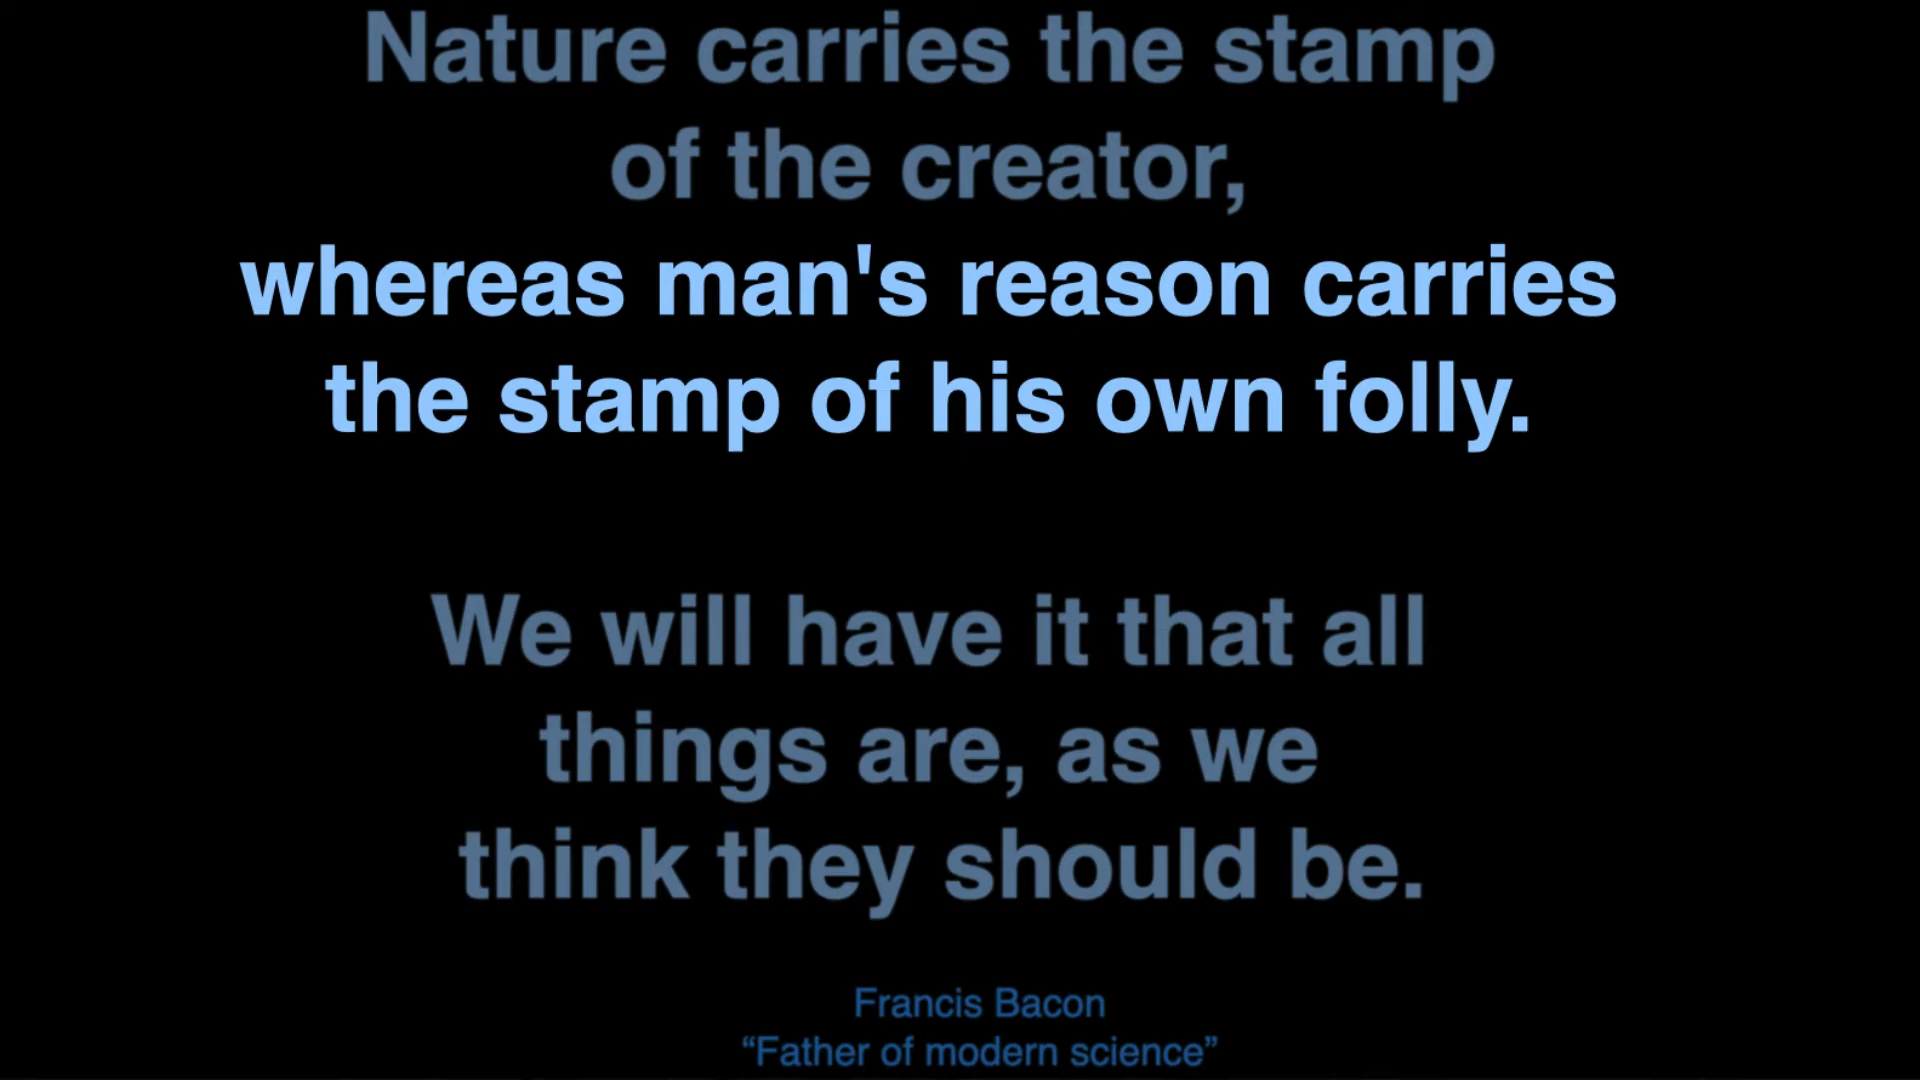 Nature carries the stamp
of the creator,
whereas man's reason carries
the stamp of his own folly.
We will have it that all
things are, as we
think they should be.
Francis Bacon
“Father of modern science”